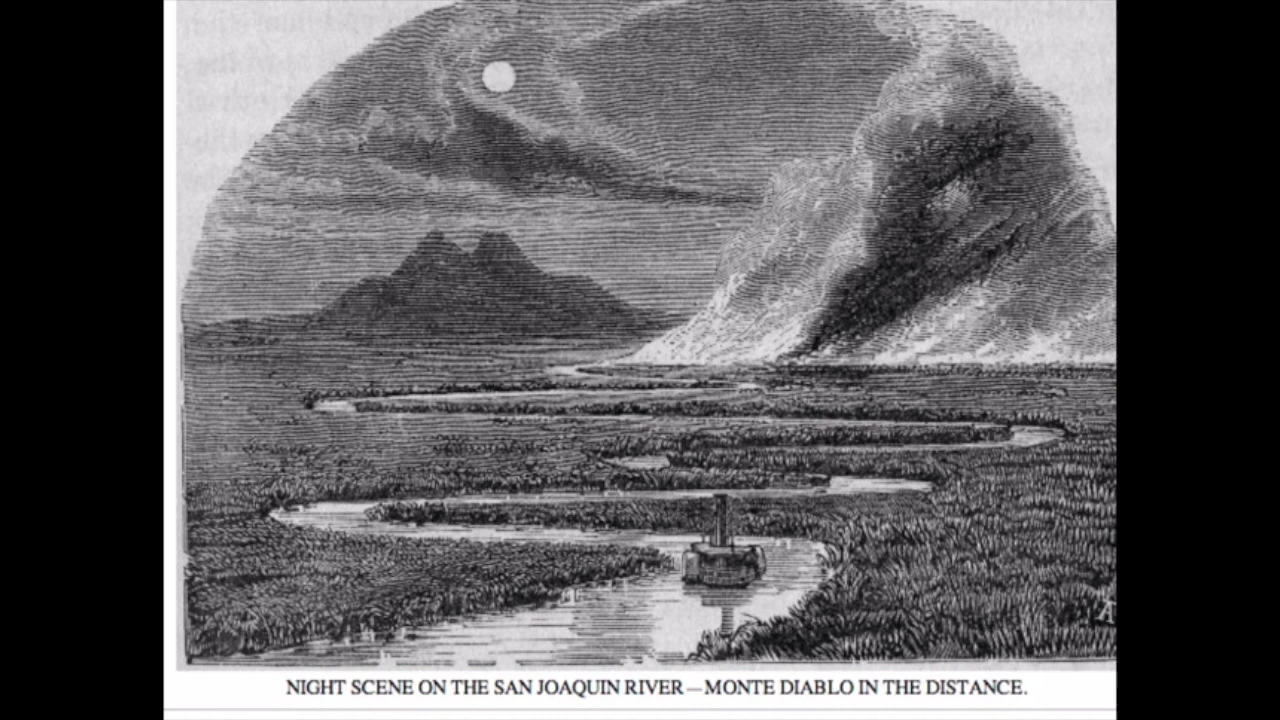 NIGHT SCENE ON THE SAN JOAQUIN RIVER—MONTE DIABLO IN THE DISTANCE.